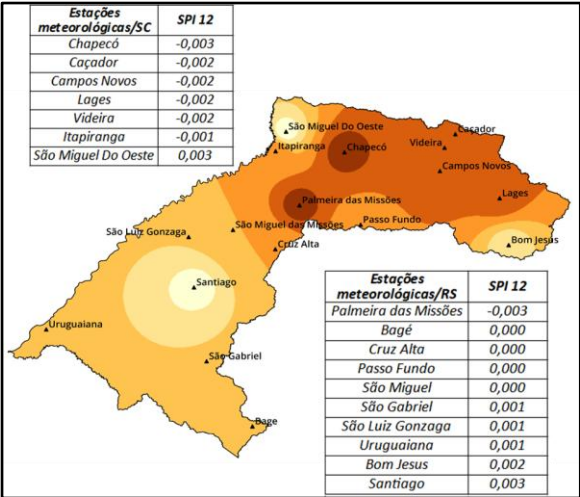 Estações meteorológicas/SC SPI 12
Chapecó -0,003
Caçador -0,002
Campos Novos -0,002
Lages -0,002
Videira -0,002
Itapiranga -0,001
São Miguel Do Oeste 0,003
São Miguel Do Oeste
Caçador
Itapiranga
Chapecó
Videira
Campos Novos
Lages
Palmeira das Missões
Passo Fundo
São Luiz Gonzaga
São Miguel das Missões
Cruz Alta
Bom Jesus
Santiago
Uruguaiana
São Gabriel
Bage
Estações meteorológicas/RS SPI 12
Palmeira das Missões -0,003
Bagé 0,000
Cruz Alta 0,000
Passo Fundo 0,000
São Miguel 0,000
São Gabriel 0,001
São Luiz Gonzaga 0,001
Uruguaiana 0,001
Bom Jesus 0,002
Santiago 0,003